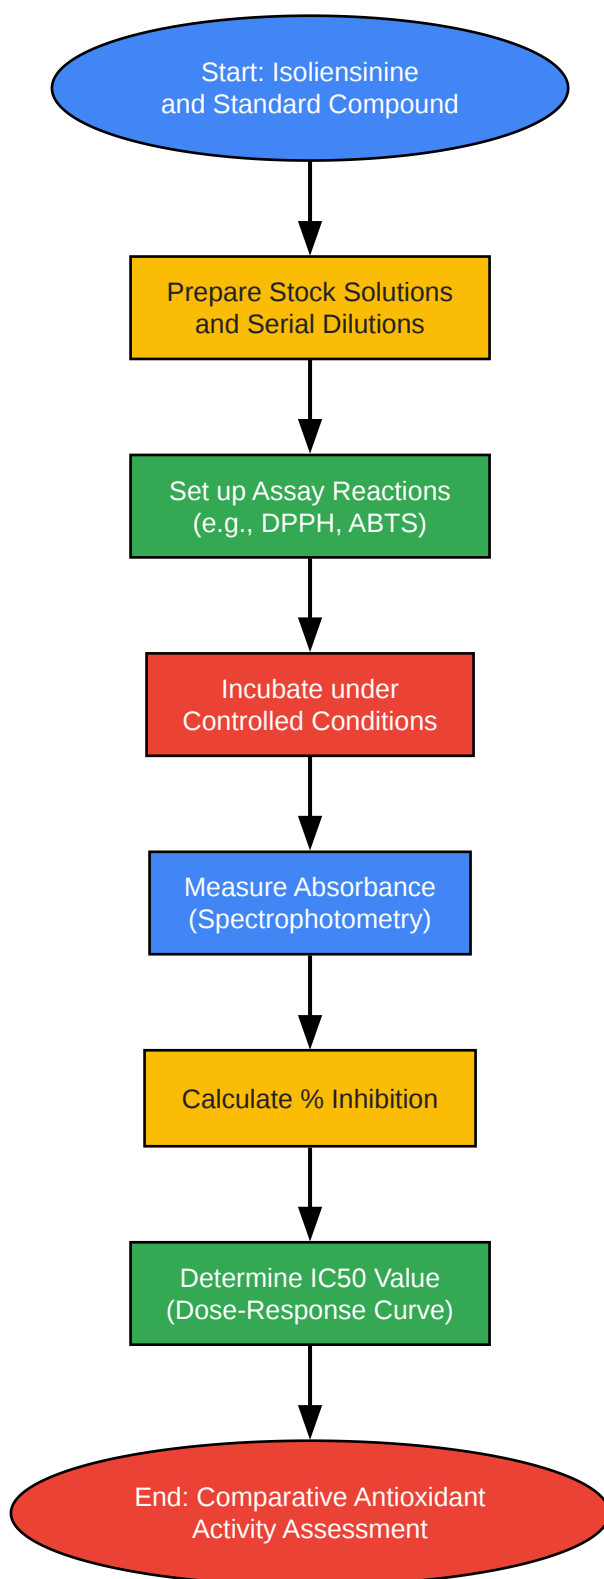 Start: Isoliensinine
and Standard Compound
Prepare Stock Solutions
and Serial Dilutions
Set up Assay Reactions
(e.g., DPPH, ABTS)
Incubate under
Controlled Conditions
Measure Absorbance
(Spectrophotometry)
Calculate % Inhibition
Determine IC50 Value
(Dose-Response Curve)
End: Comparative Antioxidant
Activity Assessment